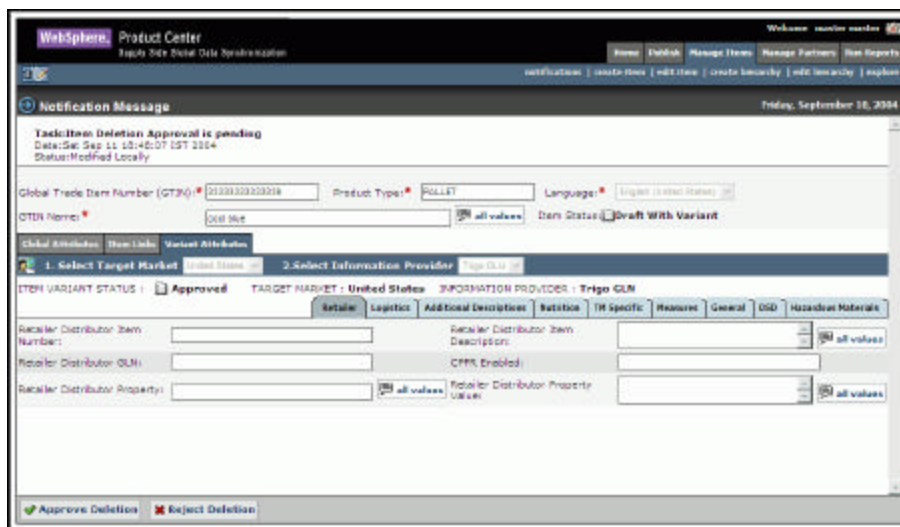 WebSphere. Product Center
Supply Side Global Data Synchronization
Welcome master master
Home Publish Manage Items Manage Partners Run Reports
notifications | create item | edit item | create hierarchy | edit hierarchy | explore
Notification Message
Friday, September 10, 2004
Task:Item Deletion Approval is pending
Date:Sat Sep 11 18:48:07 IST 2004
Status:Modified Locally
Global Trade Item Number (GTIN):* Product Type:* PALLET Language:* English (United States)
GTIN Name:* all values Item Status: Draft With Variant
Global Attributes Item Links Variant Attributes
1. Select Target Market United States 2.Select Information Provider Trigo GLN
ITEM VARIANT STATUS : Approved TARGET MARKET : United States INFORMATION PROVIDER : Trigo GLN
Retailer Logistics Additional Descriptions Nutrition TM Specific Measures General DSD Hazardous Materials
Retailer Distributor Item Number:
Retailer Distributor Item Description:
all values
Retailer Distributor GLN:
CPFR Enabled:
Retailer Distributor Property:
all values
Retailer Distributor Property Value:
all values
Approve Deletion Reject Deletion